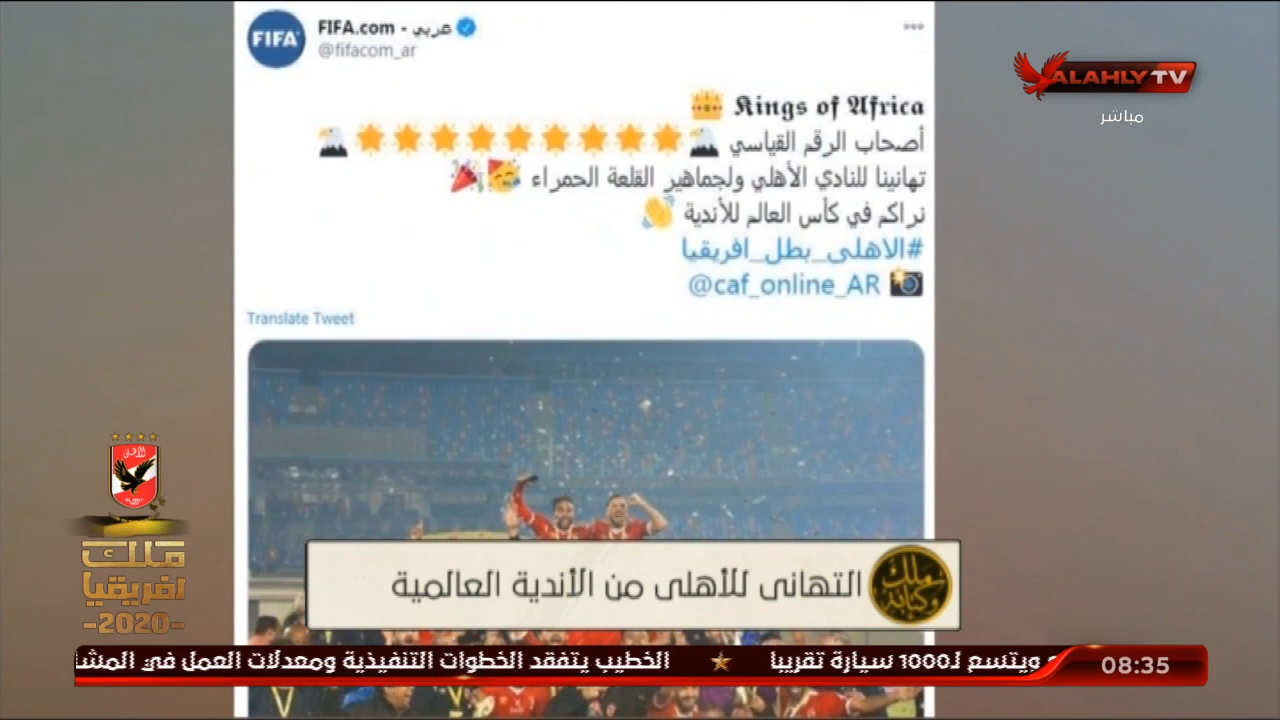 FIFA
FIFA.com - عربي
@fifacom_ar
Kings of Africa
أصحاب الرقم القياسي
تهانينا للنادي الأهلي ولجماهير القلعة الحمراء
نراكم في كأس العالم للأندية
#الاهلى_بطل_افريقيا
@caf_online_AR
Translate Tweet
ALAHLY TV
مباشر
ملك
افريقيا
-2020-
التهانى للأهلى من الأندية العالمية
ويتسع لـ1000 سيارة تقريبا ★ الخطيب يتفقد الخطوات التنفيذية ومعدلات العمل في
08:35